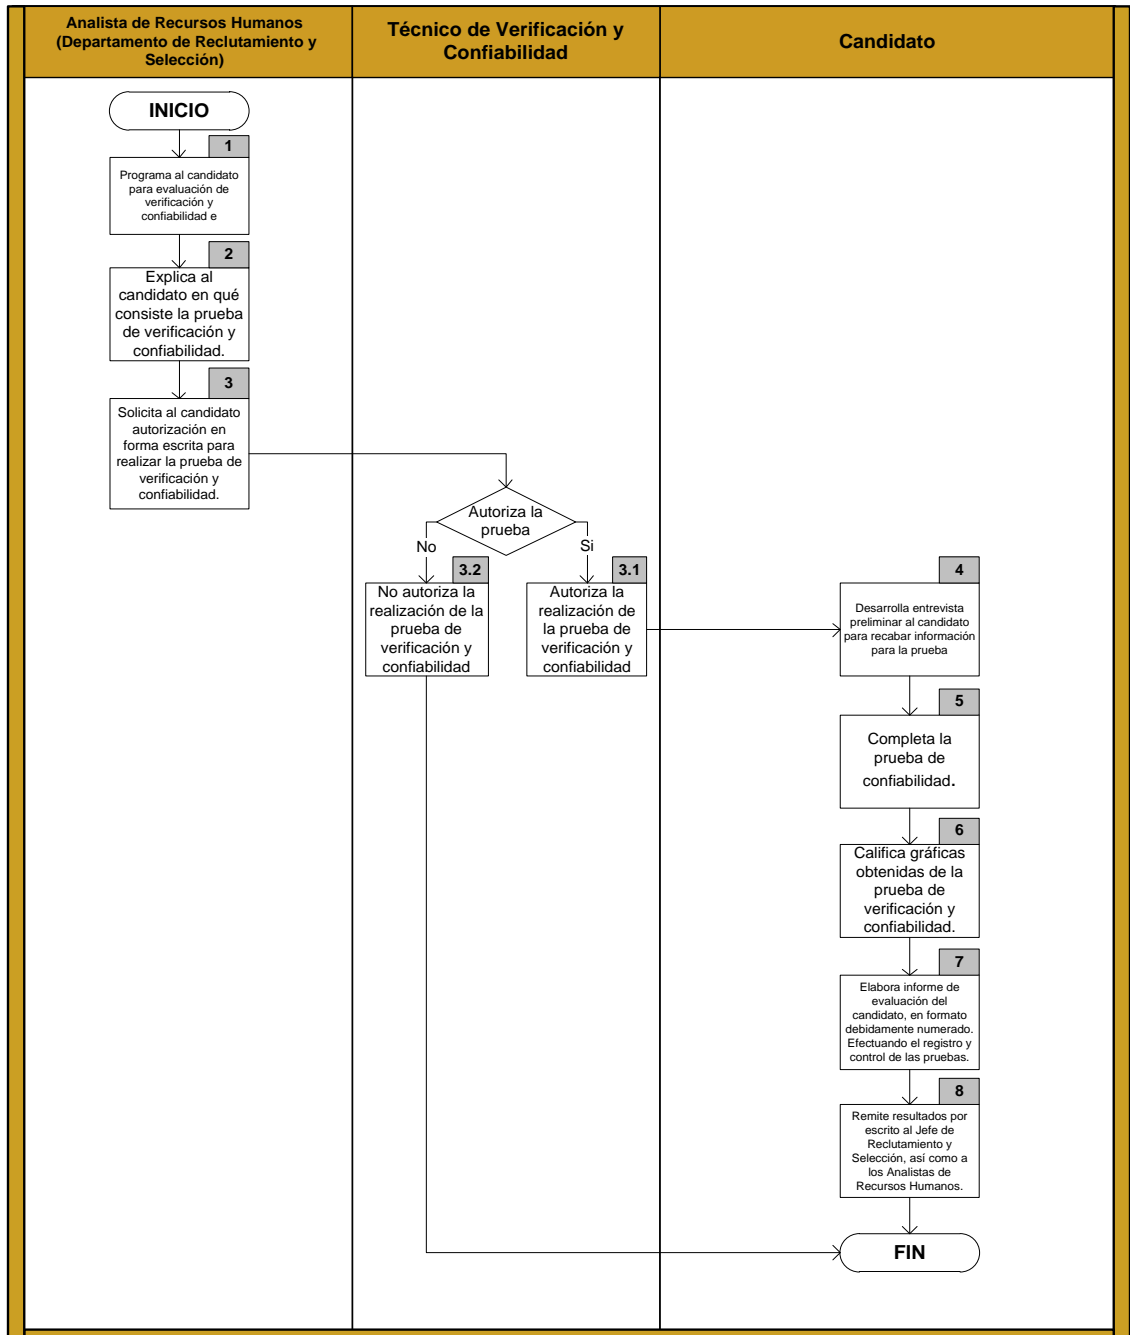 Analista de Recursos Humanos
(Departamento de Reclutamiento y
Selección)
Técnico de Verificación y
Confiabilidad
Candidato
INICIO
1
Programa al candidato
para evaluación de
verificación y
confiabilidad e
2
Explica al
candidato en qué
consiste la prueba
de verificación y
confiabilidad.
3
Solicita al candidato
autorización en
forma escrita para
realizar la prueba de
verificación y
confiabilidad.
Autoriza la
prueba
No
Si
3.2
No autoriza la
realización de la
prueba de
verificación y
confiabilidad
3.1
Autoriza la
realización de
la prueba de
verificación y
confiabilidad
4
Desarrolla entrevista
preliminar al candidato
para recabar información
para la prueba
5
Completa la
prueba de
confiabilidad.
6
Califica gráficas
obtenidas de la
prueba de
verificación y
confiabilidad.
7
Elabora informe de
evaluación del
candidato, en formato
debidamente numerado.
Efectuando el registro y
control de las pruebas.
8
Remite resultados por
escrito al Jefe de
Reclutamiento y
Selección, así como a
los Analistas de
Recursos Humanos.
FIN